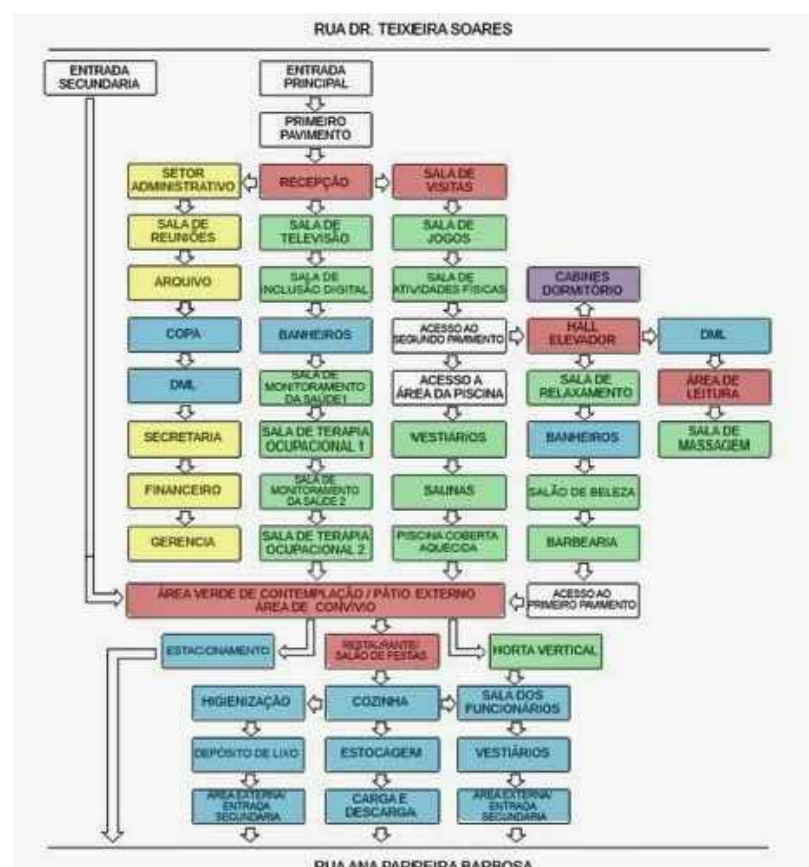 RUA DR. TEIXIEIRA SOARES
ENTRADA
SECUNDARIA
ENTRADA
PRINCIPAL
PRIMEIRO
PAVIMENTO
SETOR
ADMINISTRATIVO
RECEPÇÃO
SALA DE
VISITAS
SALA DE
REUNIÕES
SALA DE
TELEVISÃO
SALA DE
JOGOS
ARQUIVO
SALA DE
INCLUSÃO DIGITAL
SALA DE
ATIVIDADES FÍSICAS
CABINES
DORMITÓRIO
COPA
BANHEIROS
ACESSO AO
SEGUNDO PAVIMENTO
HALL
ELEVADOR
DML
DML
SALA DE
MONITORAMENTO
DA SAÚDE 1
ACESSO A
ÁREA DA PISCINA
SALA DE
RELAXAMENTO
ÁREA DE
LEITURA
SECRETARIA
SALA DE TERAPIA
OCUPACIONAL 1
VESTIÁRIOS
BANHEIROS
SALA DE
MASSAGEM
FINANCEIRO
SALA DE
MONITORAMENTO
DA SAÚDE 2
SAUNAS
SALÃO DE BELEZA
GERENCIA
SALA DE TERAPIA
OCUPACIONAL 2
PISCINA COBERTA
AQUECIDA
BARBEARIA
ÁREA VERDE DE CONTEMPLAÇÃO / PÁTIO EXTERNO
ÁREA DE CONVÍVIO
ACESSO AO
PRIMEIRO PAVIMENTO
ESTACIONAMENTO
RESTAURANTE/
SALÃO DE FESTAS
HORTA VERTICAL
HIGIENIZAÇÃO
COZINHA
SALA DOS
FUNCIONÁRIOS
DEPÓSITO DE LIXO
ESTOCAGEM
VESTIÁRIOS
ÁREA EXTERNA/
ENTRADA
SECUNDARIA
CARGA E
DESCARGA
ÁREA EXTERNA/
ENTRADA
SECUNDARIA
RUA ANA PARREIRA BARBOSA